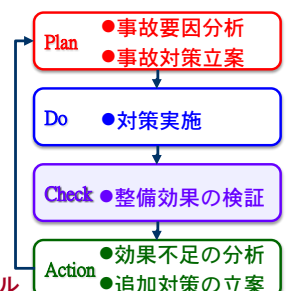 Plan
●事故要因分析
●事故対策立案
Do
●対策実施
Check
●整備効果の検証
Action
●効果不足の分析
●追加対策の立案
ル